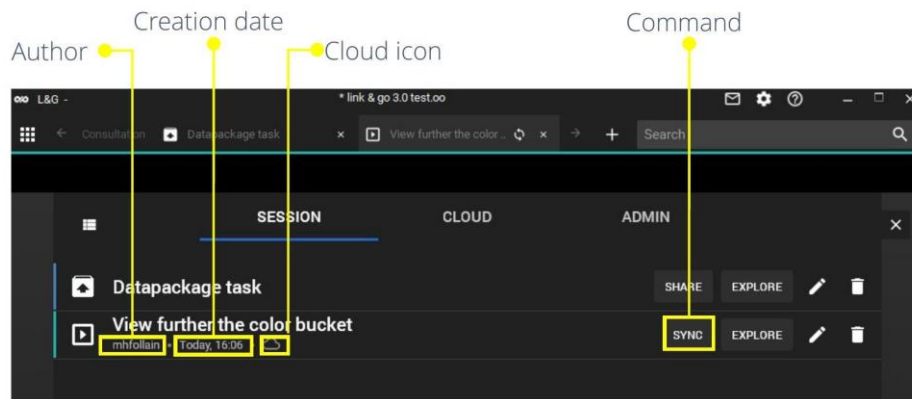 Creation date
Command
Author
Cloud icon
L&G -
* link & go 3.0 test.oo
Consultation
Datapackage task
View further the color ..
Search
SESSION
CLOUD
ADMIN
Datapackage task
SHARE
EXPLORE
View further the color bucket
mhfollain • Today, 16:06 •
SYNC
EXPLORE